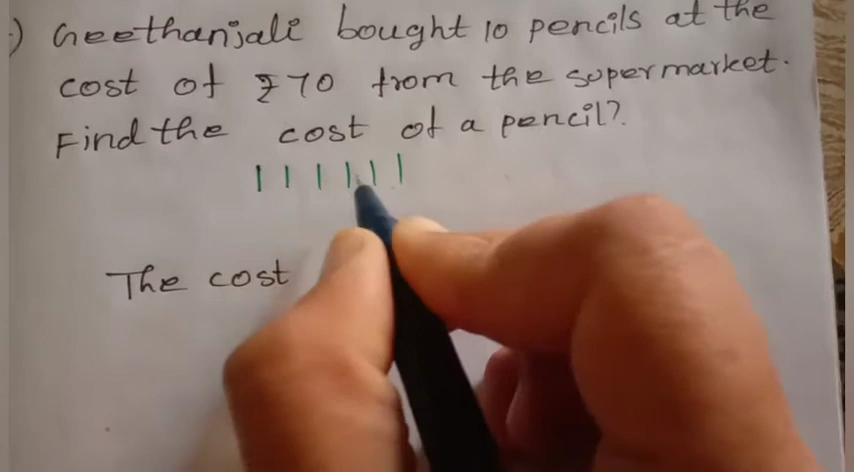 ) Geethanjali bought 10 pencils at the
cost of ₹70 from the supermarket.
Find the cost of a pencil?.
The cost